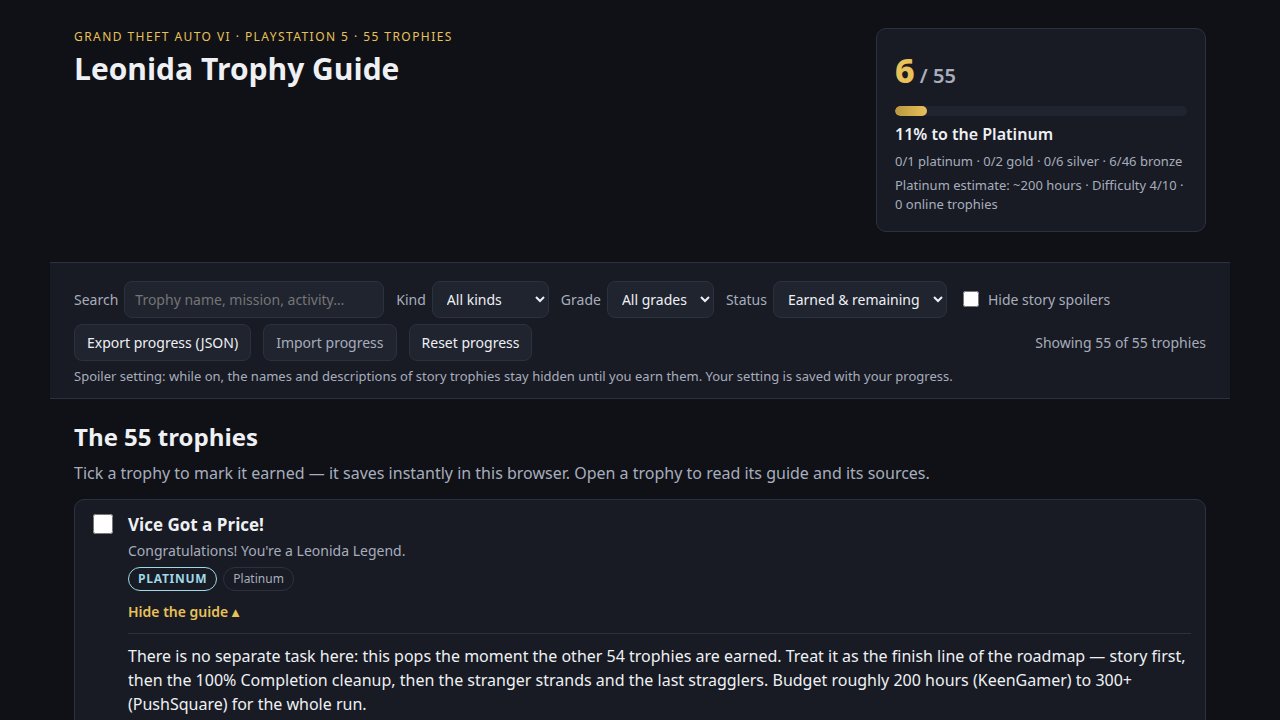 GRAND THEFT AUTO VI · PLAYSTATION 5 · 55 TROPHIES
Leonida Trophy Guide
6 / 55
11% to the Platinum
0/1 platinum · 0/2 gold · 0/6 silver · 6/46 bronze
Platinum estimate: ~200 hours · Difficulty 4/10 ·
0 online trophies
Search Trophy name, mission, activity... Kind All kinds Grade All grades Status Earned & remaining Hide story spoilers
Export progress (JSON) Import progress Reset progress Showing 55 of 55 trophies
Spoiler setting: while on, the names and descriptions of story trophies stay hidden until you earn them. Your setting is saved with your progress.
The 55 trophies
Tick a trophy to mark it earned — it saves instantly in this browser. Open a trophy to read its guide and its sources.
Vice Got a Price!
Congratulations! You're a Leonida Legend.
PLATINUM Platinum
Hide the guide ▴
There is no separate task here: this pops the moment the other 54 trophies are earned. Treat it as the finish line of the roadmap — story first,
then the 100% Completion cleanup, then the stranger strands and the last stragglers. Budget roughly 200 hours (KeenGamer) to 300+
(PushSquare) for the whole run.